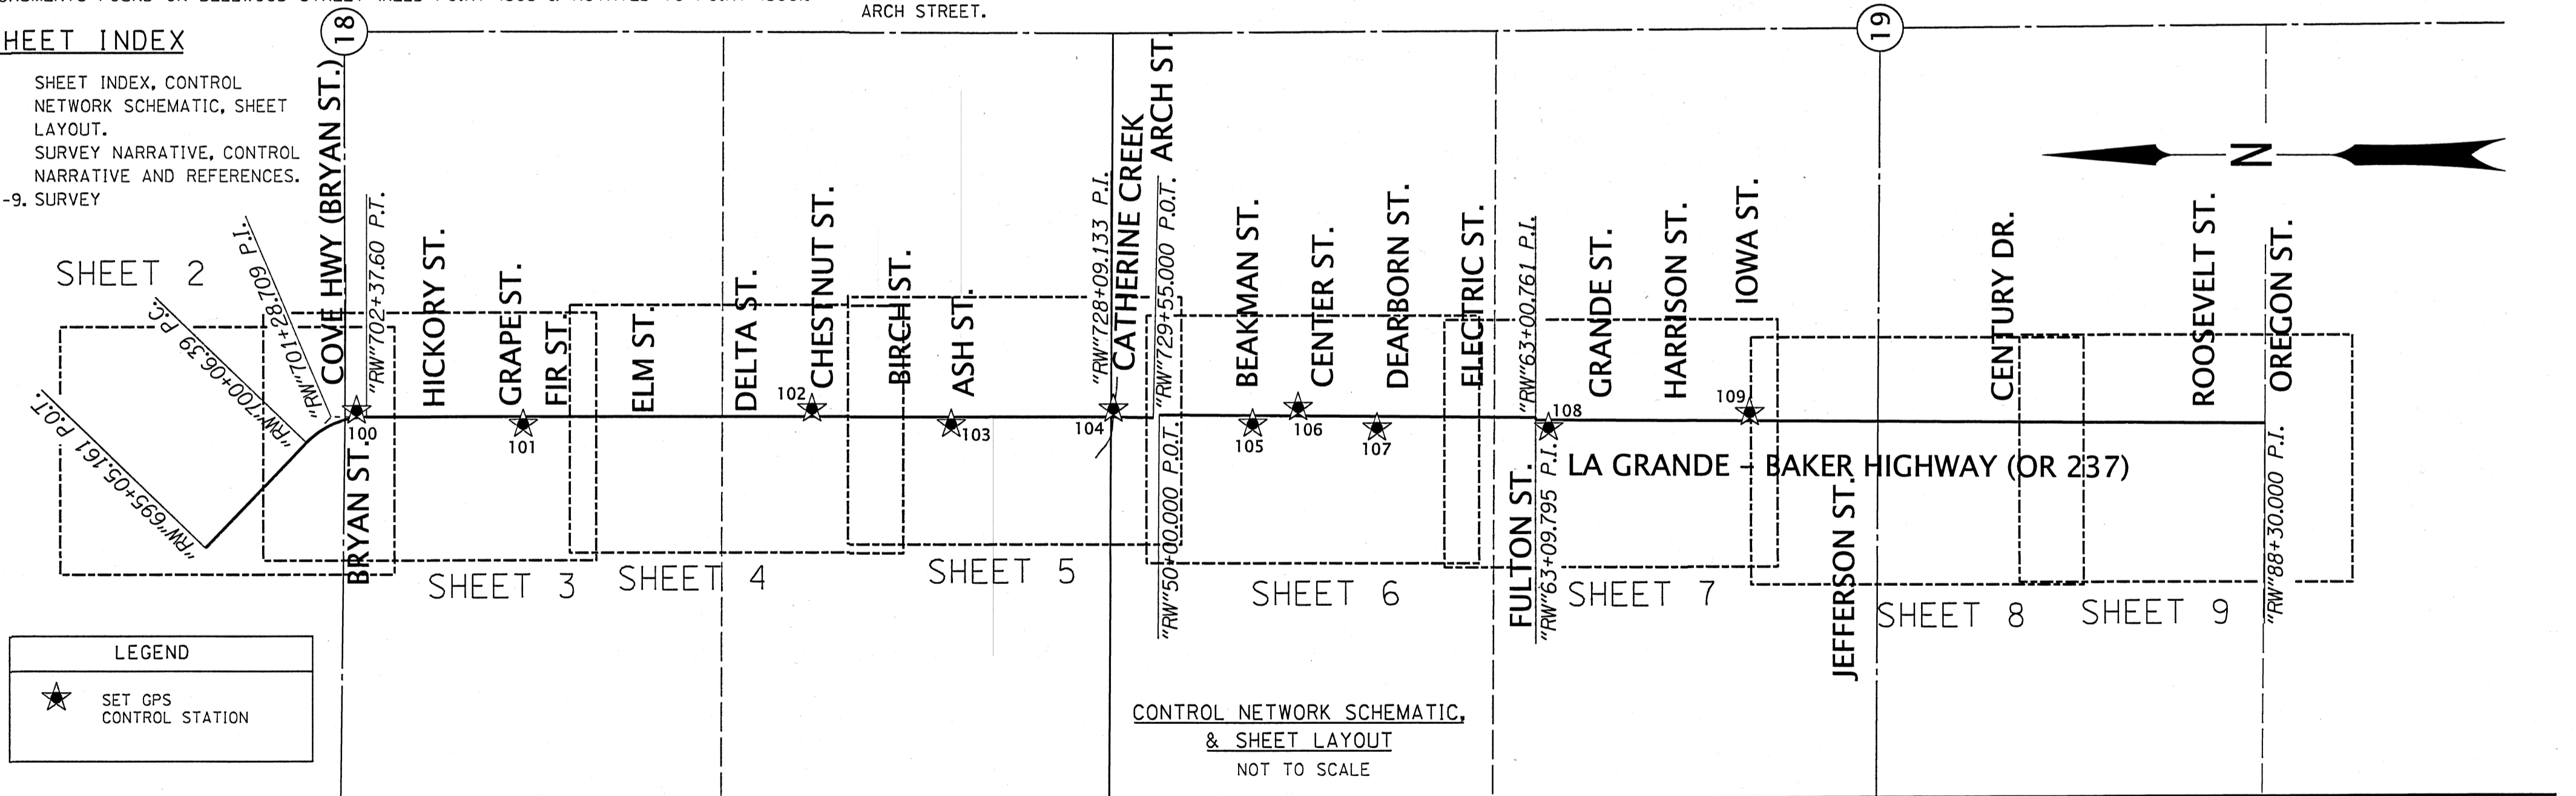 ARCH STREET.
HEET INDEX
SHEET INDEX, CONTROL
NETWORK SCHEMATIC, SHEET
LAYOUT.
SURVEY NARRATIVE, CONTROL
NARRATIVE AND REFERENCES.
-9. SURVEY
18
19
N
SHEET 2
"RW"695+05.161 P.O.T.
"RW"700+06.39 P.C.
"RW"701+28.709 P.I.
COVE HWY (BRYAN ST.)
"RW"702+37.60 P.T.
HICKORY ST.
GRAPE ST.
FIR ST.
ELM ST.
DELTA ST.
CHESTNUT ST.
BIRCH ST.
ASH ST.
"RW"728+09.133 P.I.
CATHERINE CREEK
ARCH ST.
"RW"729+55.000 P.O.T.
BEAKMAN ST.
CENTER ST.
DEARBORN ST.
ELECTRIC ST.
"RW"63+00.761 P.I.
GRANDE ST.
HARRISON ST.
IOWA ST.
CENTURY DR.
ROOSEVELT ST.
OREGON ST.
100
101
102
103
104
105
106
107
108
109
LA GRANDE - BAKER HIGHWAY (OR 237)
BRYAN ST.
"RW"50+00.000 P.O.T.
FULTON ST.
"RW"63+09.795 P.I.
JEFFERSON ST.
"RW"88+30.000 P.I.
SHEET 3
SHEET 4
SHEET 5
SHEET 6
SHEET 7
SHEET 8
SHEET 9
LEGEND
SET GPS
CONTROL STATION
CONTROL NETWORK SCHEMATIC,
& SHEET LAYOUT
NOT TO SCALE